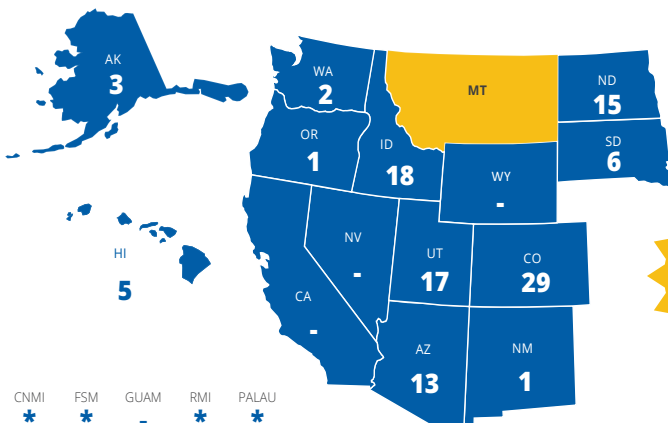 AK
3
WA
2
MT
ND
15
OR
1
ID
18
SD
6
WY
-
HI
5
NV
-
UT
17
CO
29
CA
-
AZ
13
NM
1
CNMI FSM GUAM RMI PALAU
* * - * *